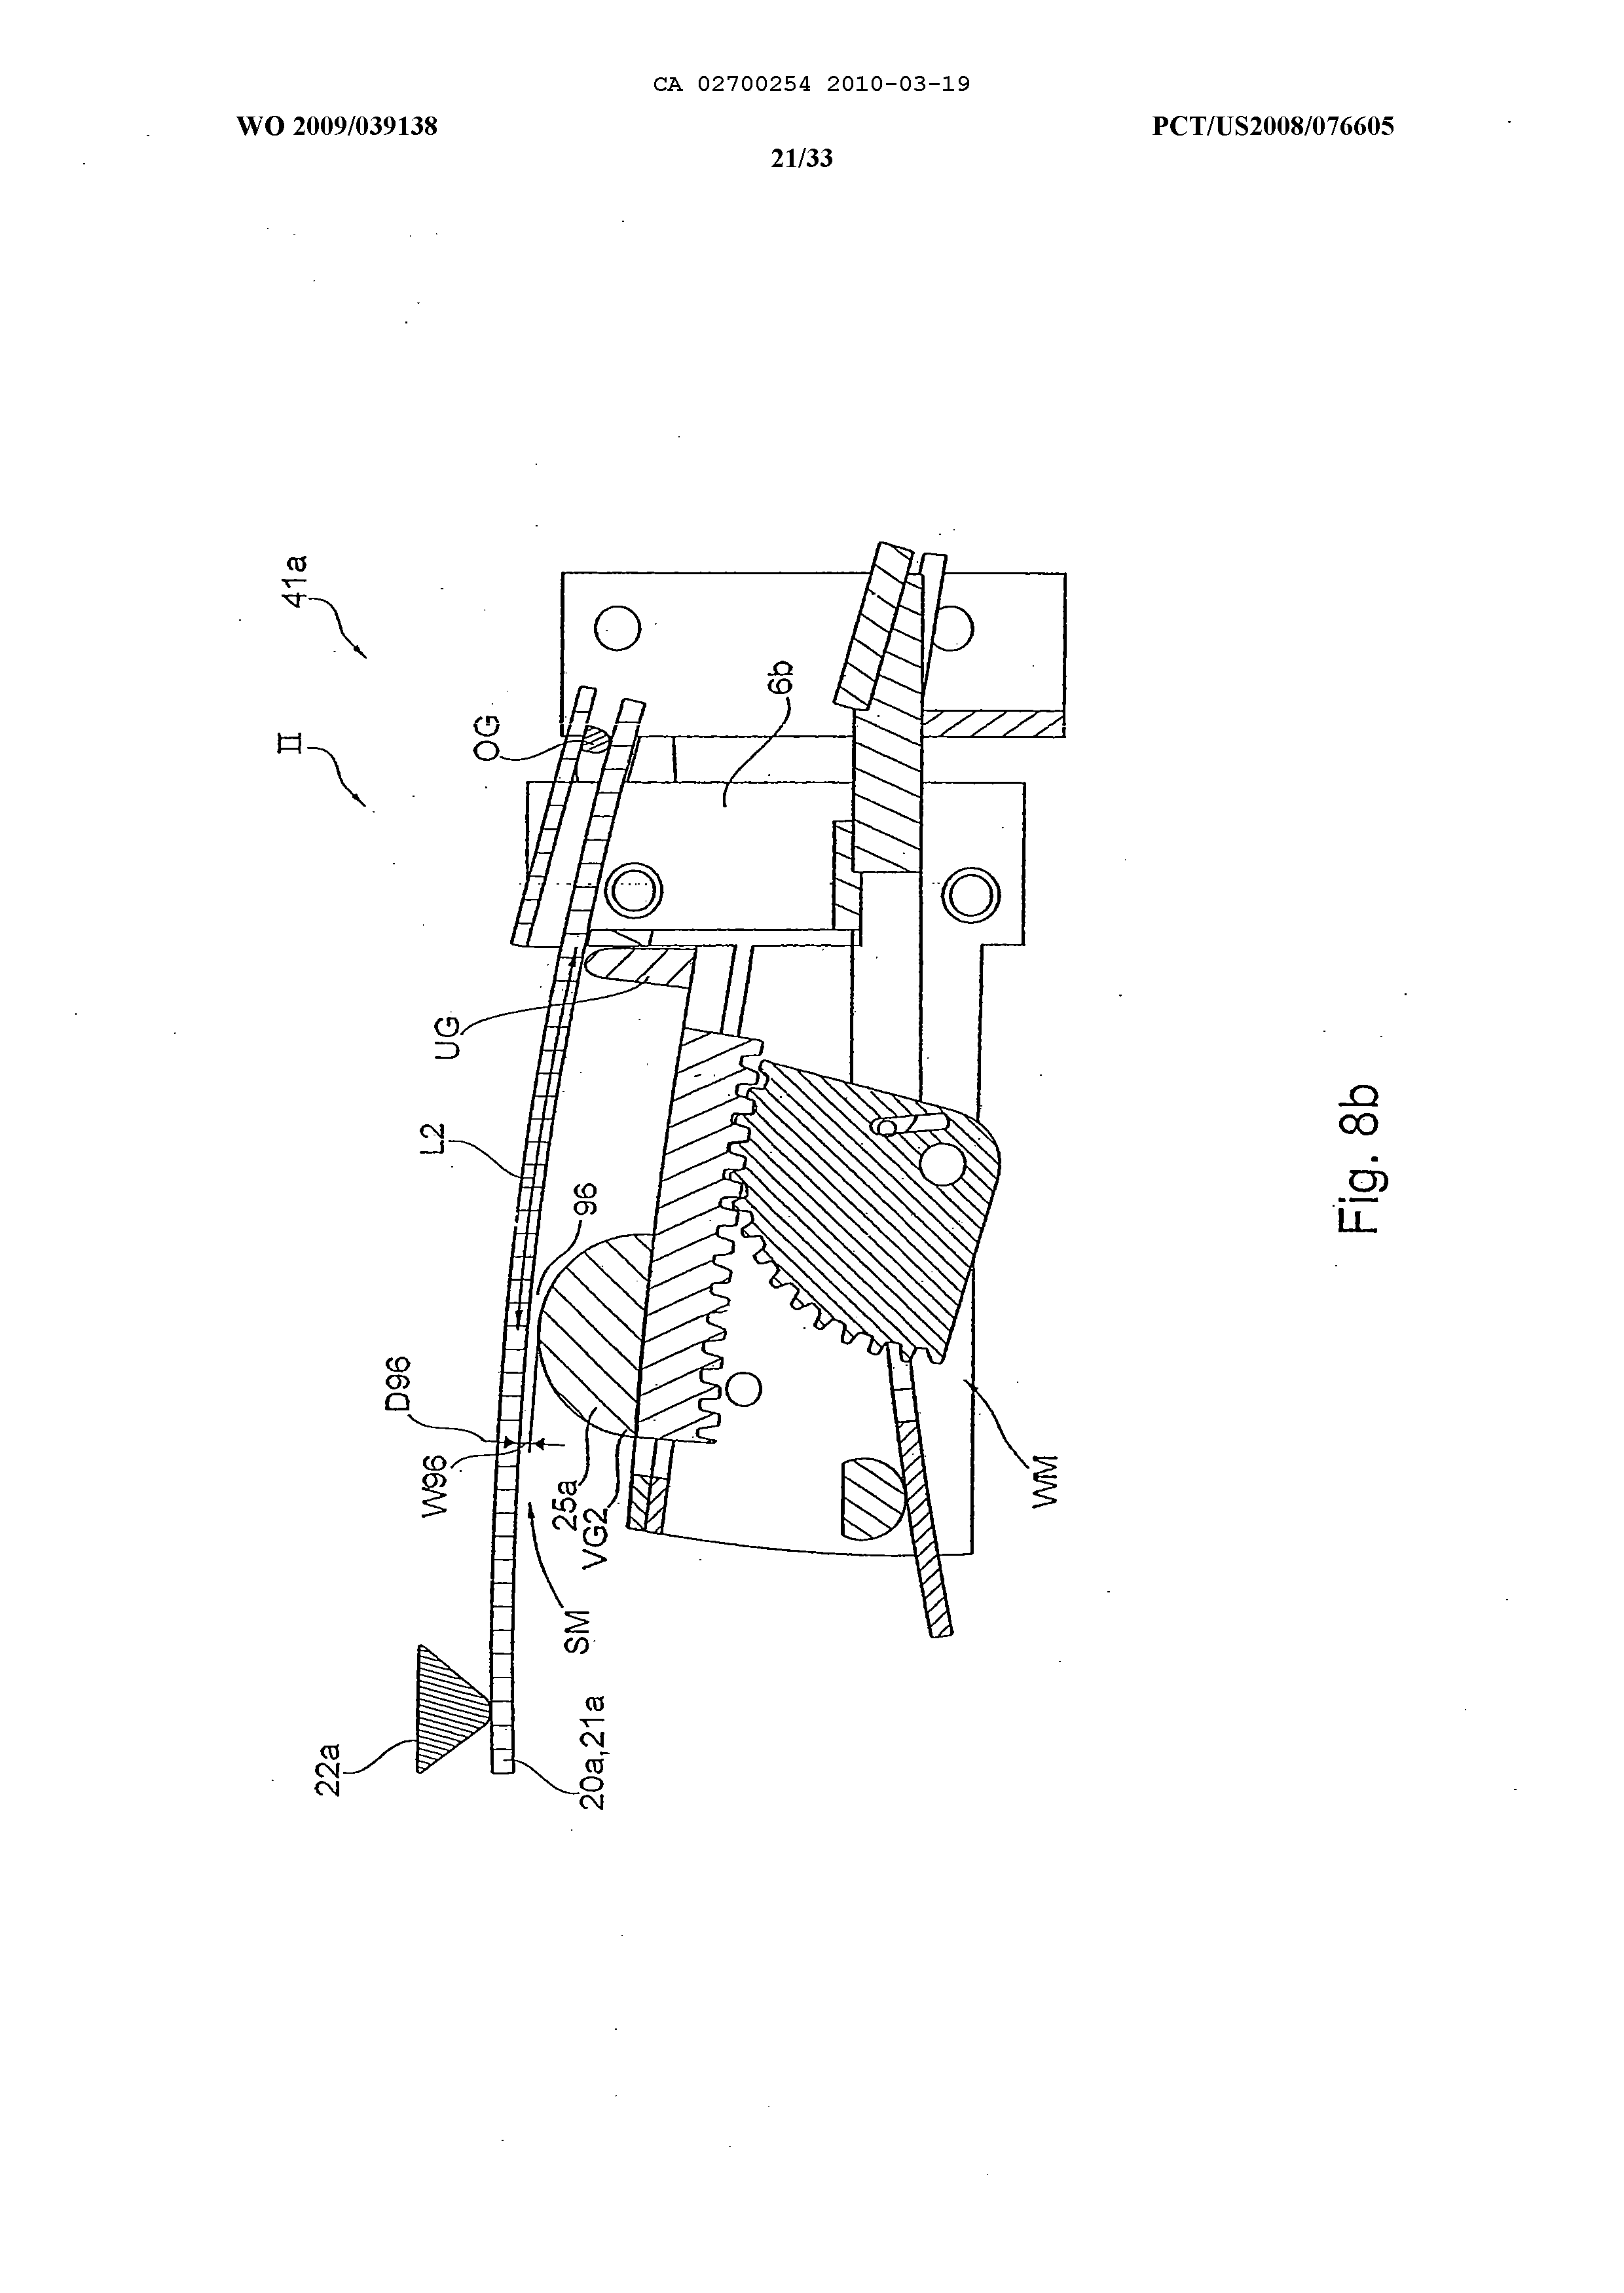 CA 02700254 2010-03-19
WO 2009/039138
PCT/US2008/076605
21/33
41a
II
OG
6b
UG
L2
96
D96
W96
25a
VG2
SM
WM
22a
20a,21a
Fig. 8b